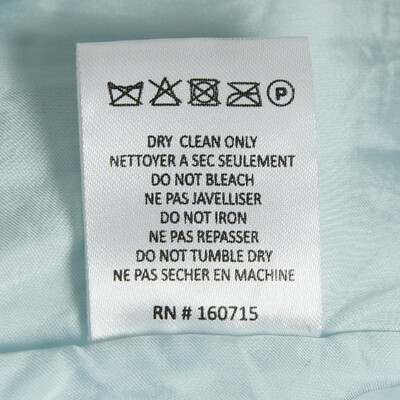 P
DRY CLEAN ONLY
NETTOYER A SEC SEULEMENT
DO NOT BLEACH
NE PAS JAVELLISER
DO NOT IRON
NE PAS REPASSER
DO NOT TUMBLE DRY
NE PAS SECHER EN MACHINE
RN # 160715